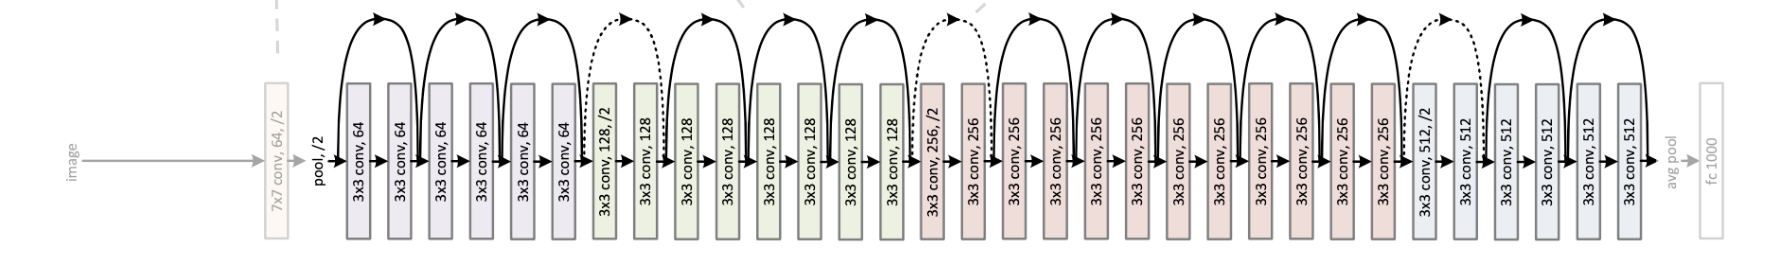 image
7x7 conv, 64, /2
pool, /2
3x3 conv, 64
3x3 conv, 64
3x3 conv, 64
3x3 conv, 64
3x3 conv, 64
3x3 conv, 64
3x3 conv, 128, /2
3x3 conv, 128
3x3 conv, 128
3x3 conv, 128
3x3 conv, 128
3x3 conv, 128
3x3 conv, 128
3x3 conv, 128
3x3 conv, 256, /2
3x3 conv, 256
3x3 conv, 256
3x3 conv, 256
3x3 conv, 256
3x3 conv, 256
3x3 conv, 256
3x3 conv, 256
3x3 conv, 256
3x3 conv, 256
3x3 conv, 256
3x3 conv, 256
3x3 conv, 512, /2
3x3 conv, 512
3x3 conv, 512
3x3 conv, 512
3x3 conv, 512
3x3 conv, 512
avg pool
fc 1000